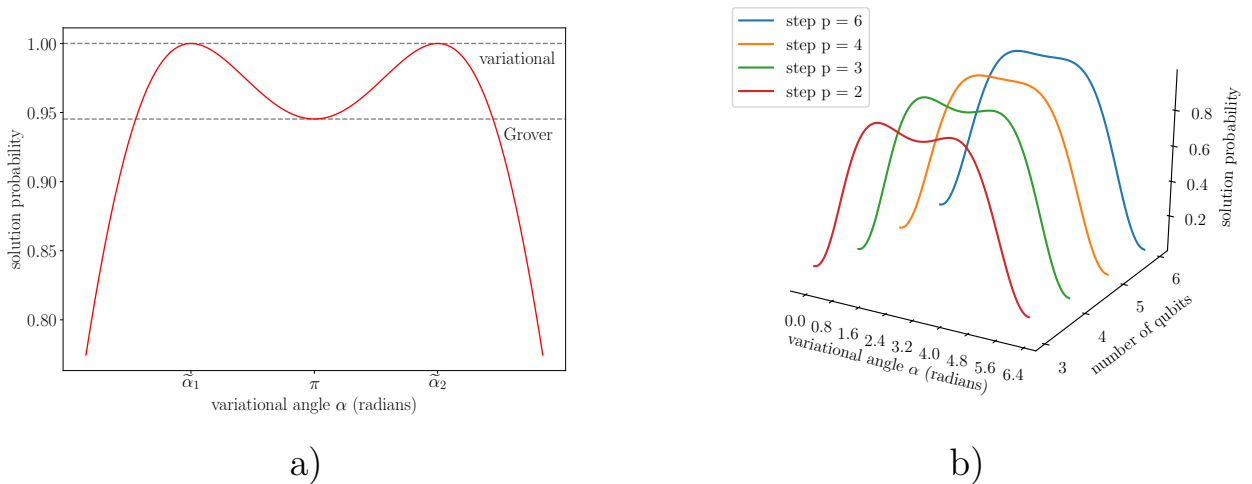 1.00
0.95
0.90
0.85
0.80
solution probability
variational
Grover
α̃₁
π
α̃₂
variational angle α (radians)
a)
step p = 6
step p = 4
step p = 3
step p = 2
0.8
0.6
0.4
0.2
solution probability
0.0
0.8
1.6
2.4
3.2
4.0
4.8
5.6
6.4
variational angle α (radians)
3
4
5
6
number of qubits
b)